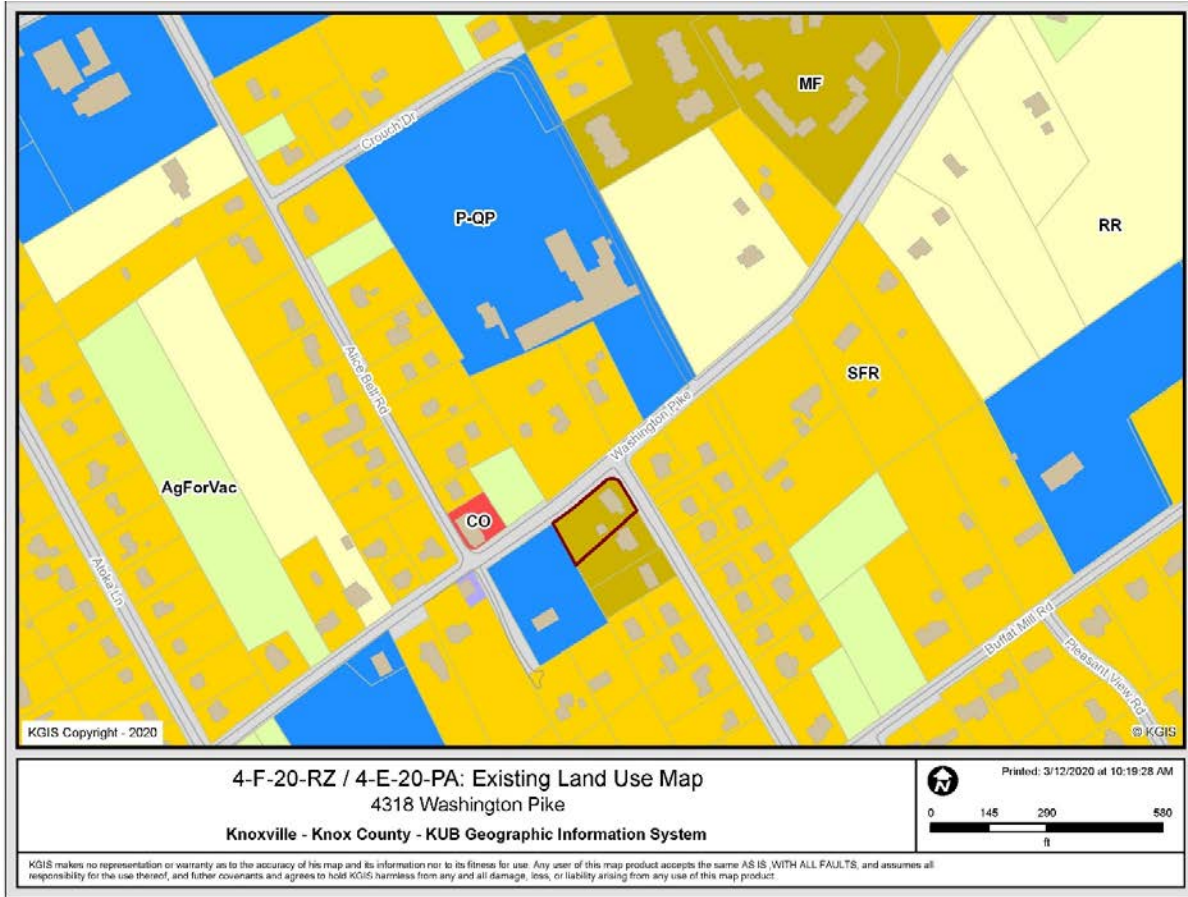 MF
Crouch Dr
P-QP
RR
Alice Bell Rd
SFR
Washington Pike
AgForVac
CO
Atoka Ln
Buffat Mill Rd
Pleasant View Rd
KGIS Copyright - 2020
© KGIS
4-F-20-RZ / 4-E-20-PA: Existing Land Use Map
4318 Washington Pike
Knoxville - Knox County - KUB Geographic Information System
N
Printed: 3/12/2020 at 10:19:28 AM
0 145 290 580
ft
KGIS makes no representation or warranty as to the accuracy of his map and its information nor to its fitness for use. Any user of this map product accepts the same AS IS ,WITH ALL FAULTS, and assumes all
responsibility for the use thereof, and futher covenants and agrees to hold KGIS harmless from any and all damage, loss, or liability arising from any use of this map product.